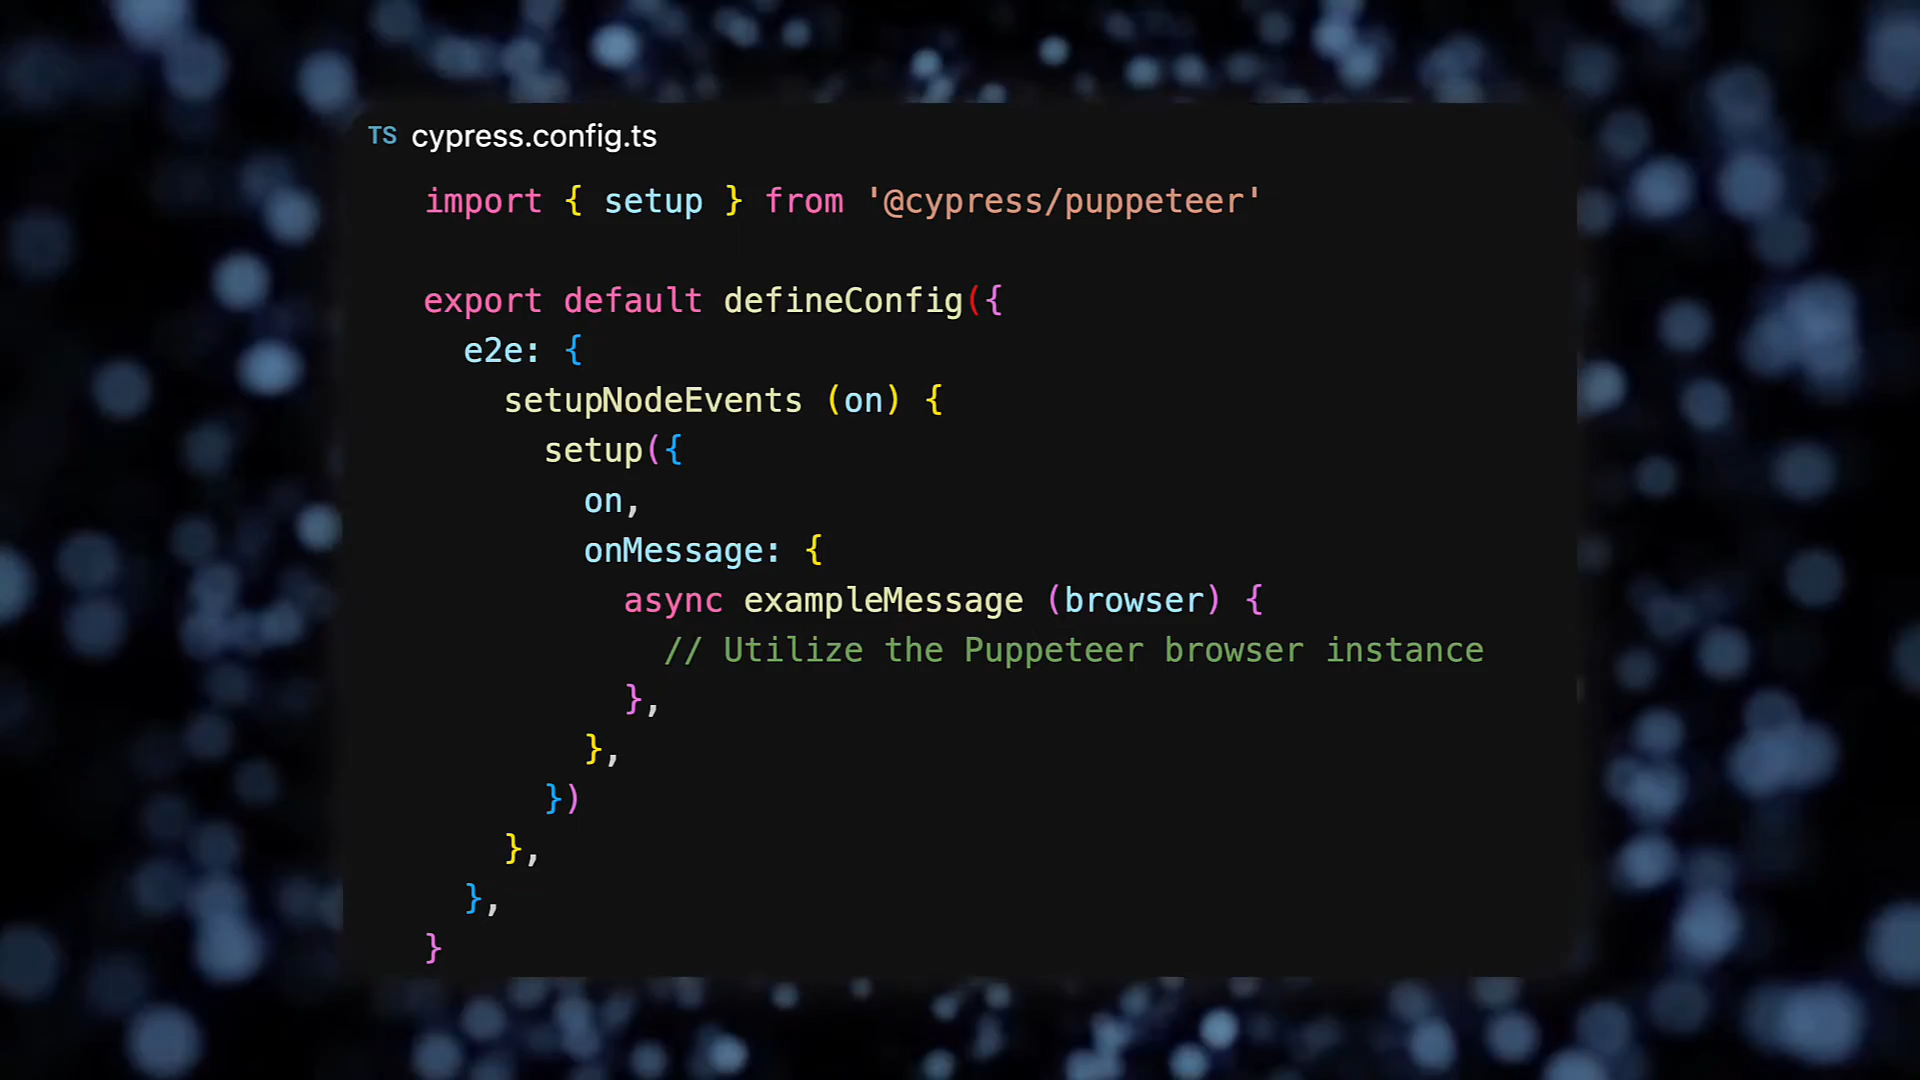 TS cypress.config.ts
import { setup } from '@cypress/puppeteer'
export default defineConfig({
e2e: {
setupNodeEvents (on) {
setup({
on,
onMessage: {
async exampleMessage (browser) {
// Utilize the Puppeteer browser instance
},
},
})
},
},
}